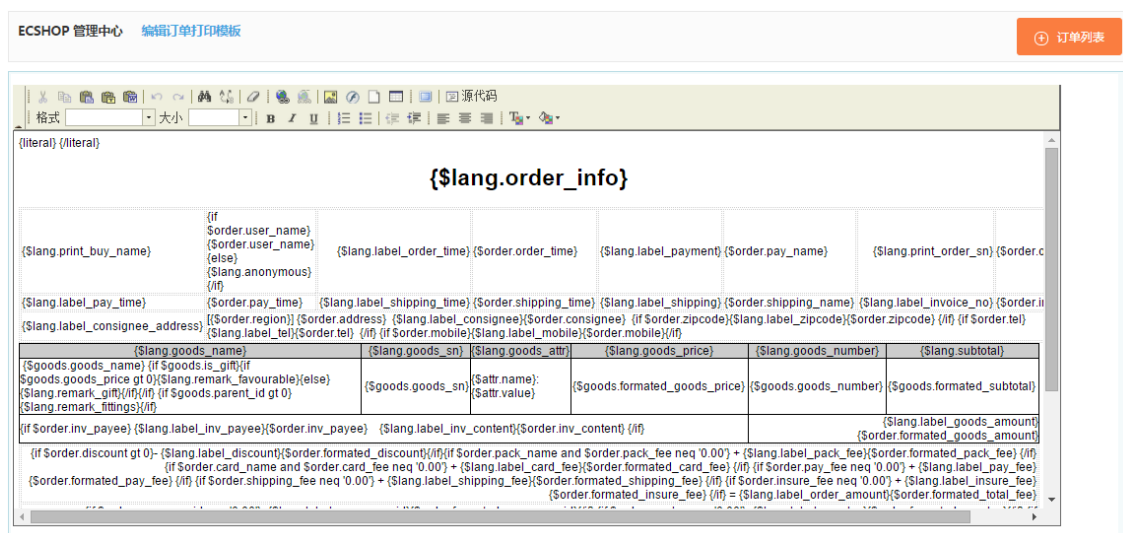 ECSHOP 管理中心 编辑订单打印模板
订单列表
源代码
格式 大小 B I U
{literal} {/literal}
{$lang.order_info}
{$lang.print_buy_name} {if
$order.user_name}
{$order.user_name}
{else}
{$lang.anonymous}
{/if} {$lang.label_order_time} {$order.order_time} {$lang.label_payment} {$order.pay_name} {$lang.print_order_sn} {$order.o
{$lang.label_pay_time} {$order.pay_time} {$lang.label_shipping_time} {$order.shipping_time} {$lang.label_shipping} {$order.shipping_name} {$lang.label_invoice_no} {$order.in
{$lang.label_consignee_address} [{$order.region}] {$order.address} {$lang.label_consignee}{$order.consignee} {if $order.zipcode}{$lang.label_zipcode}{$order.zipcode} {/if} {if $order.tel}
{$lang.label_tel}{$order.tel} {/if} {if $order.mobile}{$lang.label_mobile}{$order.mobile}{/if}
{$lang.goods_name} {$lang.goods_sn} {$lang.goods_attr} {$lang.goods_price} {$lang.goods_number} {$lang.subtotal}
{$goods.goods_name} {if $goods.is_gift}{if
$goods.goods_price gt 0}{$lang.remark_favourable}{else}
{$lang.remark_gift}{/if}{/if} {if $goods.parent_id gt 0}
{$lang.remark_fittings}{/if} {$goods.goods_sn} {$attr.name}:
{$attr.value} {$goods.formated_goods_price} {$goods.goods_number} {$goods.formated_subtotal}
{if $order.inv_payee} {$lang.label_inv_payee}{$order.inv_payee} {$lang.label_inv_content}{$order.inv_content} {/if} {$lang.label_goods_amount}
{$order.formated_goods_amount}
{if $order.discount gt 0}- {$lang.label_discount}{$order.formated_discount}{/if}{if $order.pack_name and $order.pack_fee neq '0.00'} + {$lang.label_pack_fee}{$order.formated_pack_fee} {/if}
{if $order.card_name and $order.card_fee neq '0.00'} + {$lang.label_card_fee}{$order.formated_card_fee} {/if} {if $order.pay_fee neq '0.00'} + {$lang.label_pay_fee}
{$order.formated_pay_fee} {/if} {if $order.shipping_fee neq '0.00'} + {$lang.label_shipping_fee}{$order.formated_shipping_fee} {/if} {if $order.insure_fee neq '0.00'} + {$lang.label_insure_fee}
{$order.formated_insure_fee} {/if} = {$lang.label_order_amount}{$order.formated_total_fee}